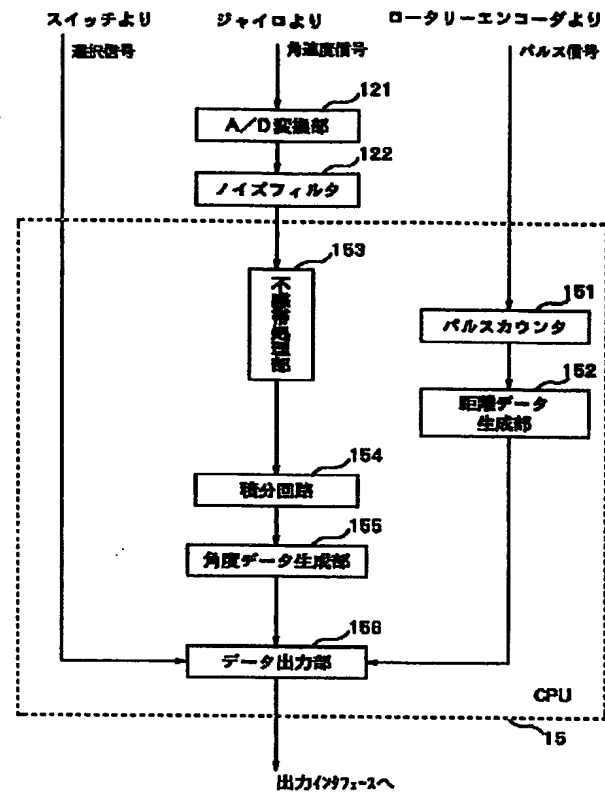 スイッチより
ジャイロより
ロータリーエンコーダより
選択信号
角速度信号
パルス信号
121
A/D変換部
122
ノイズフィルタ
153
不感帯処理部
151
パルスカウンタ
152
距離データ
生成部
154
積分回路
155
角度データ生成部
156
データ出力部
CPU
15
出力インタフェースへ